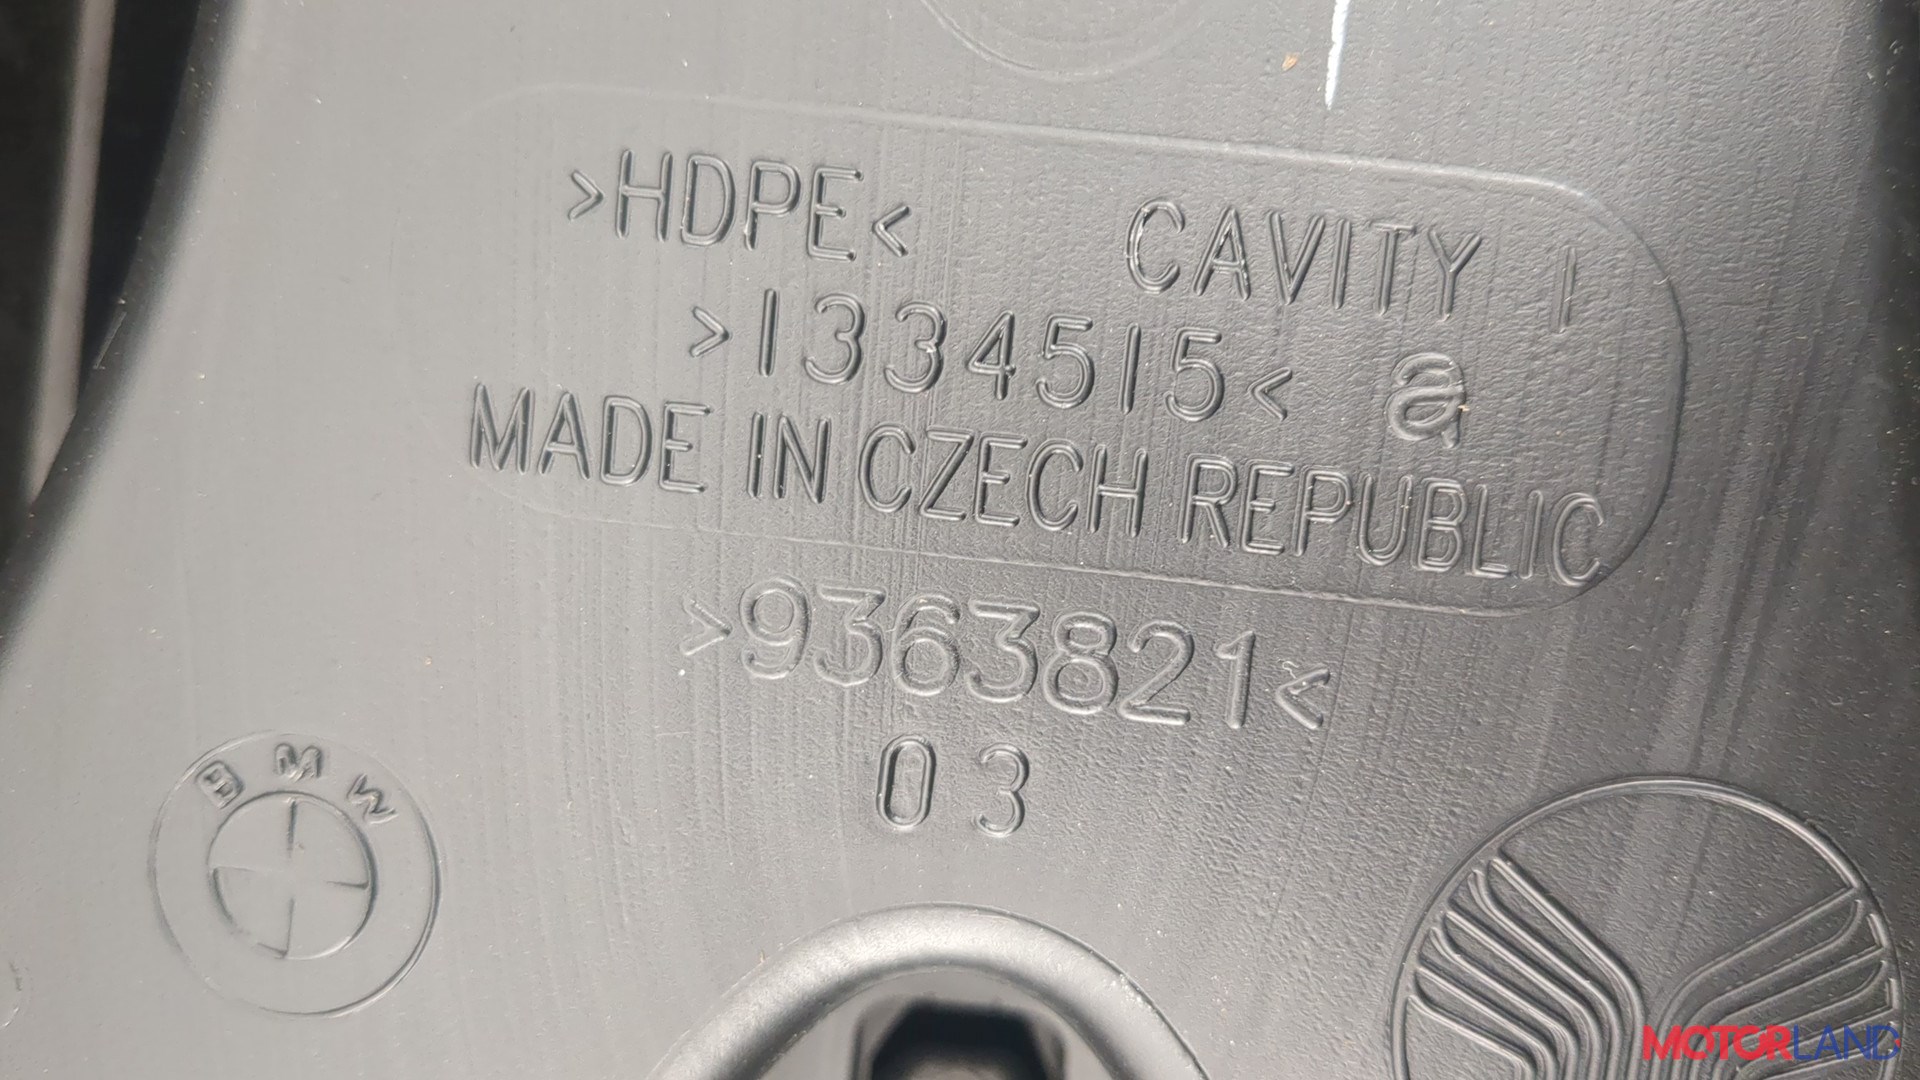 >HDPE< CAVITY 1
>1334515< a
MADE IN CZECH REPUBLIC
>9363821<
03
BMW
MOTORLAND